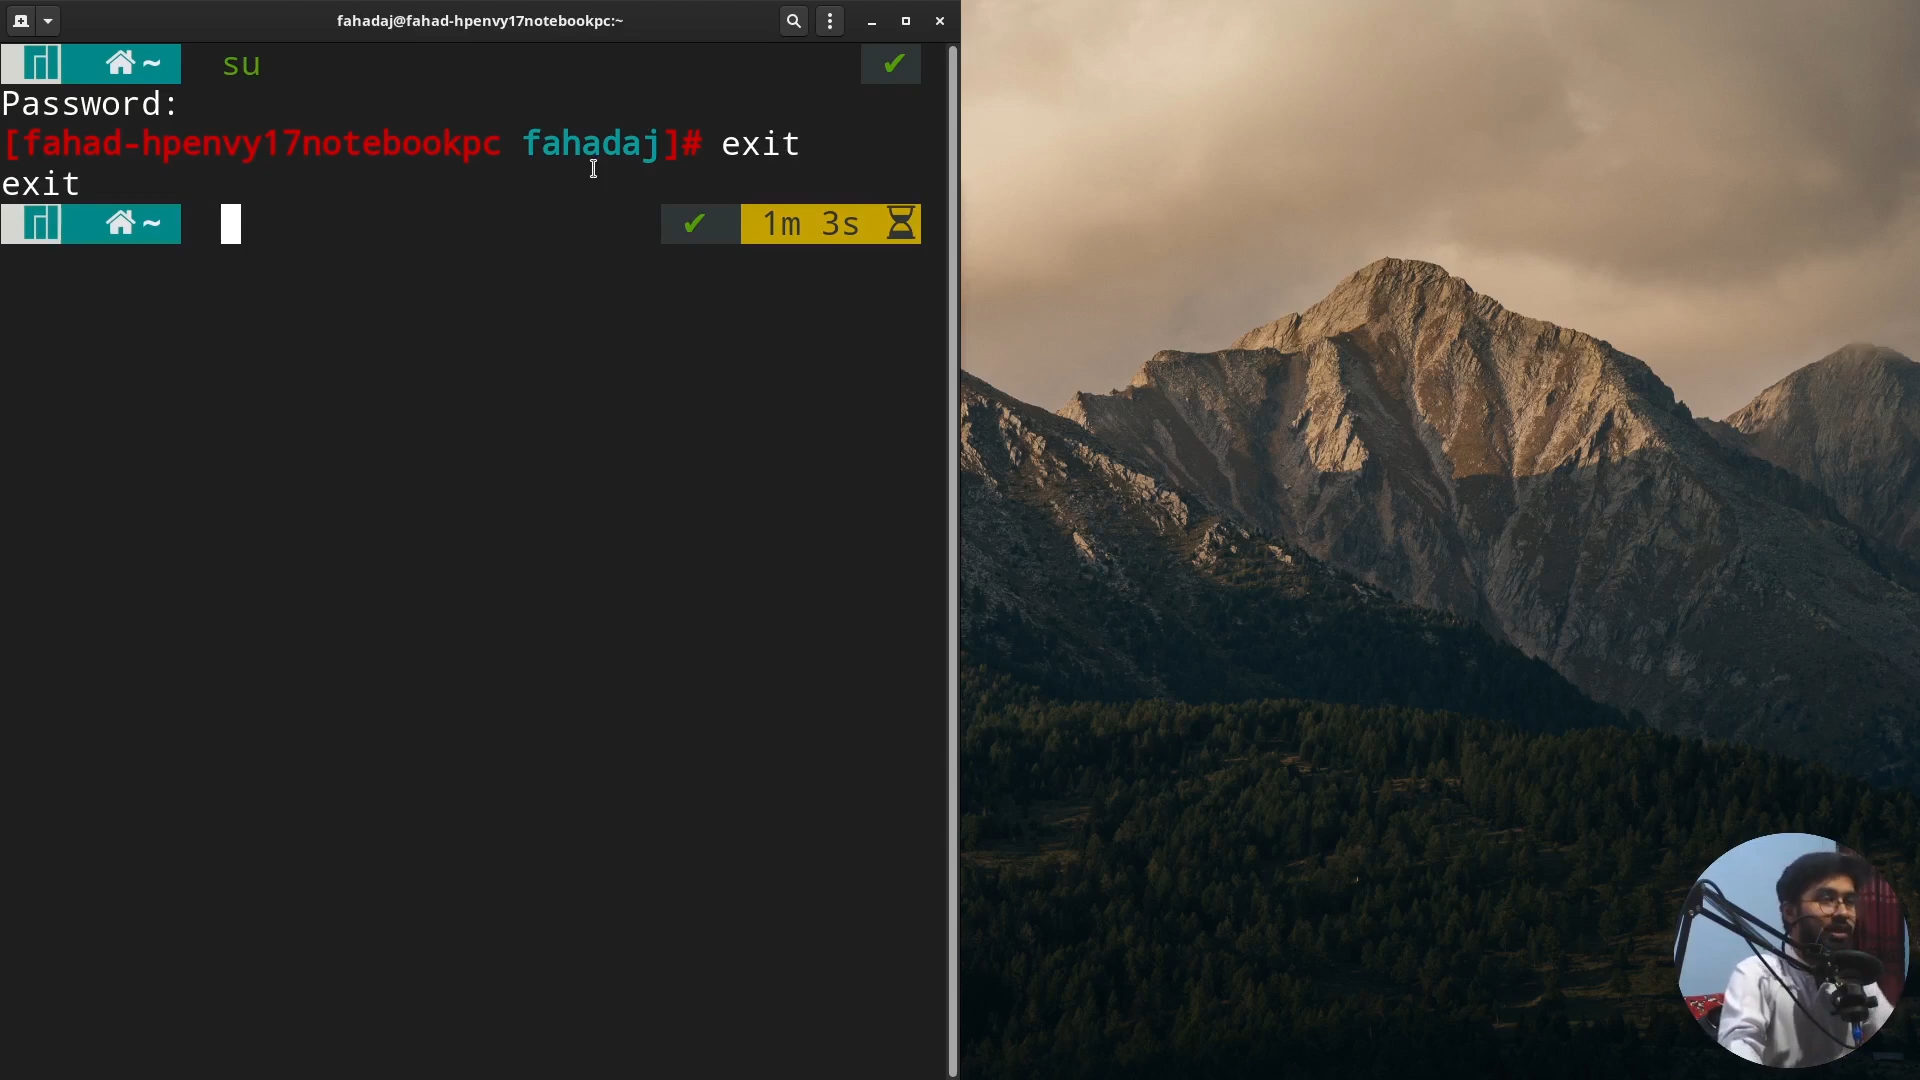 fahadaj@fahad-hpenvy17notebookpc:~
~ su
Password:
[fahad-hpenvy17notebookpc fahadaj]# exit
exit
~ 1m 3s